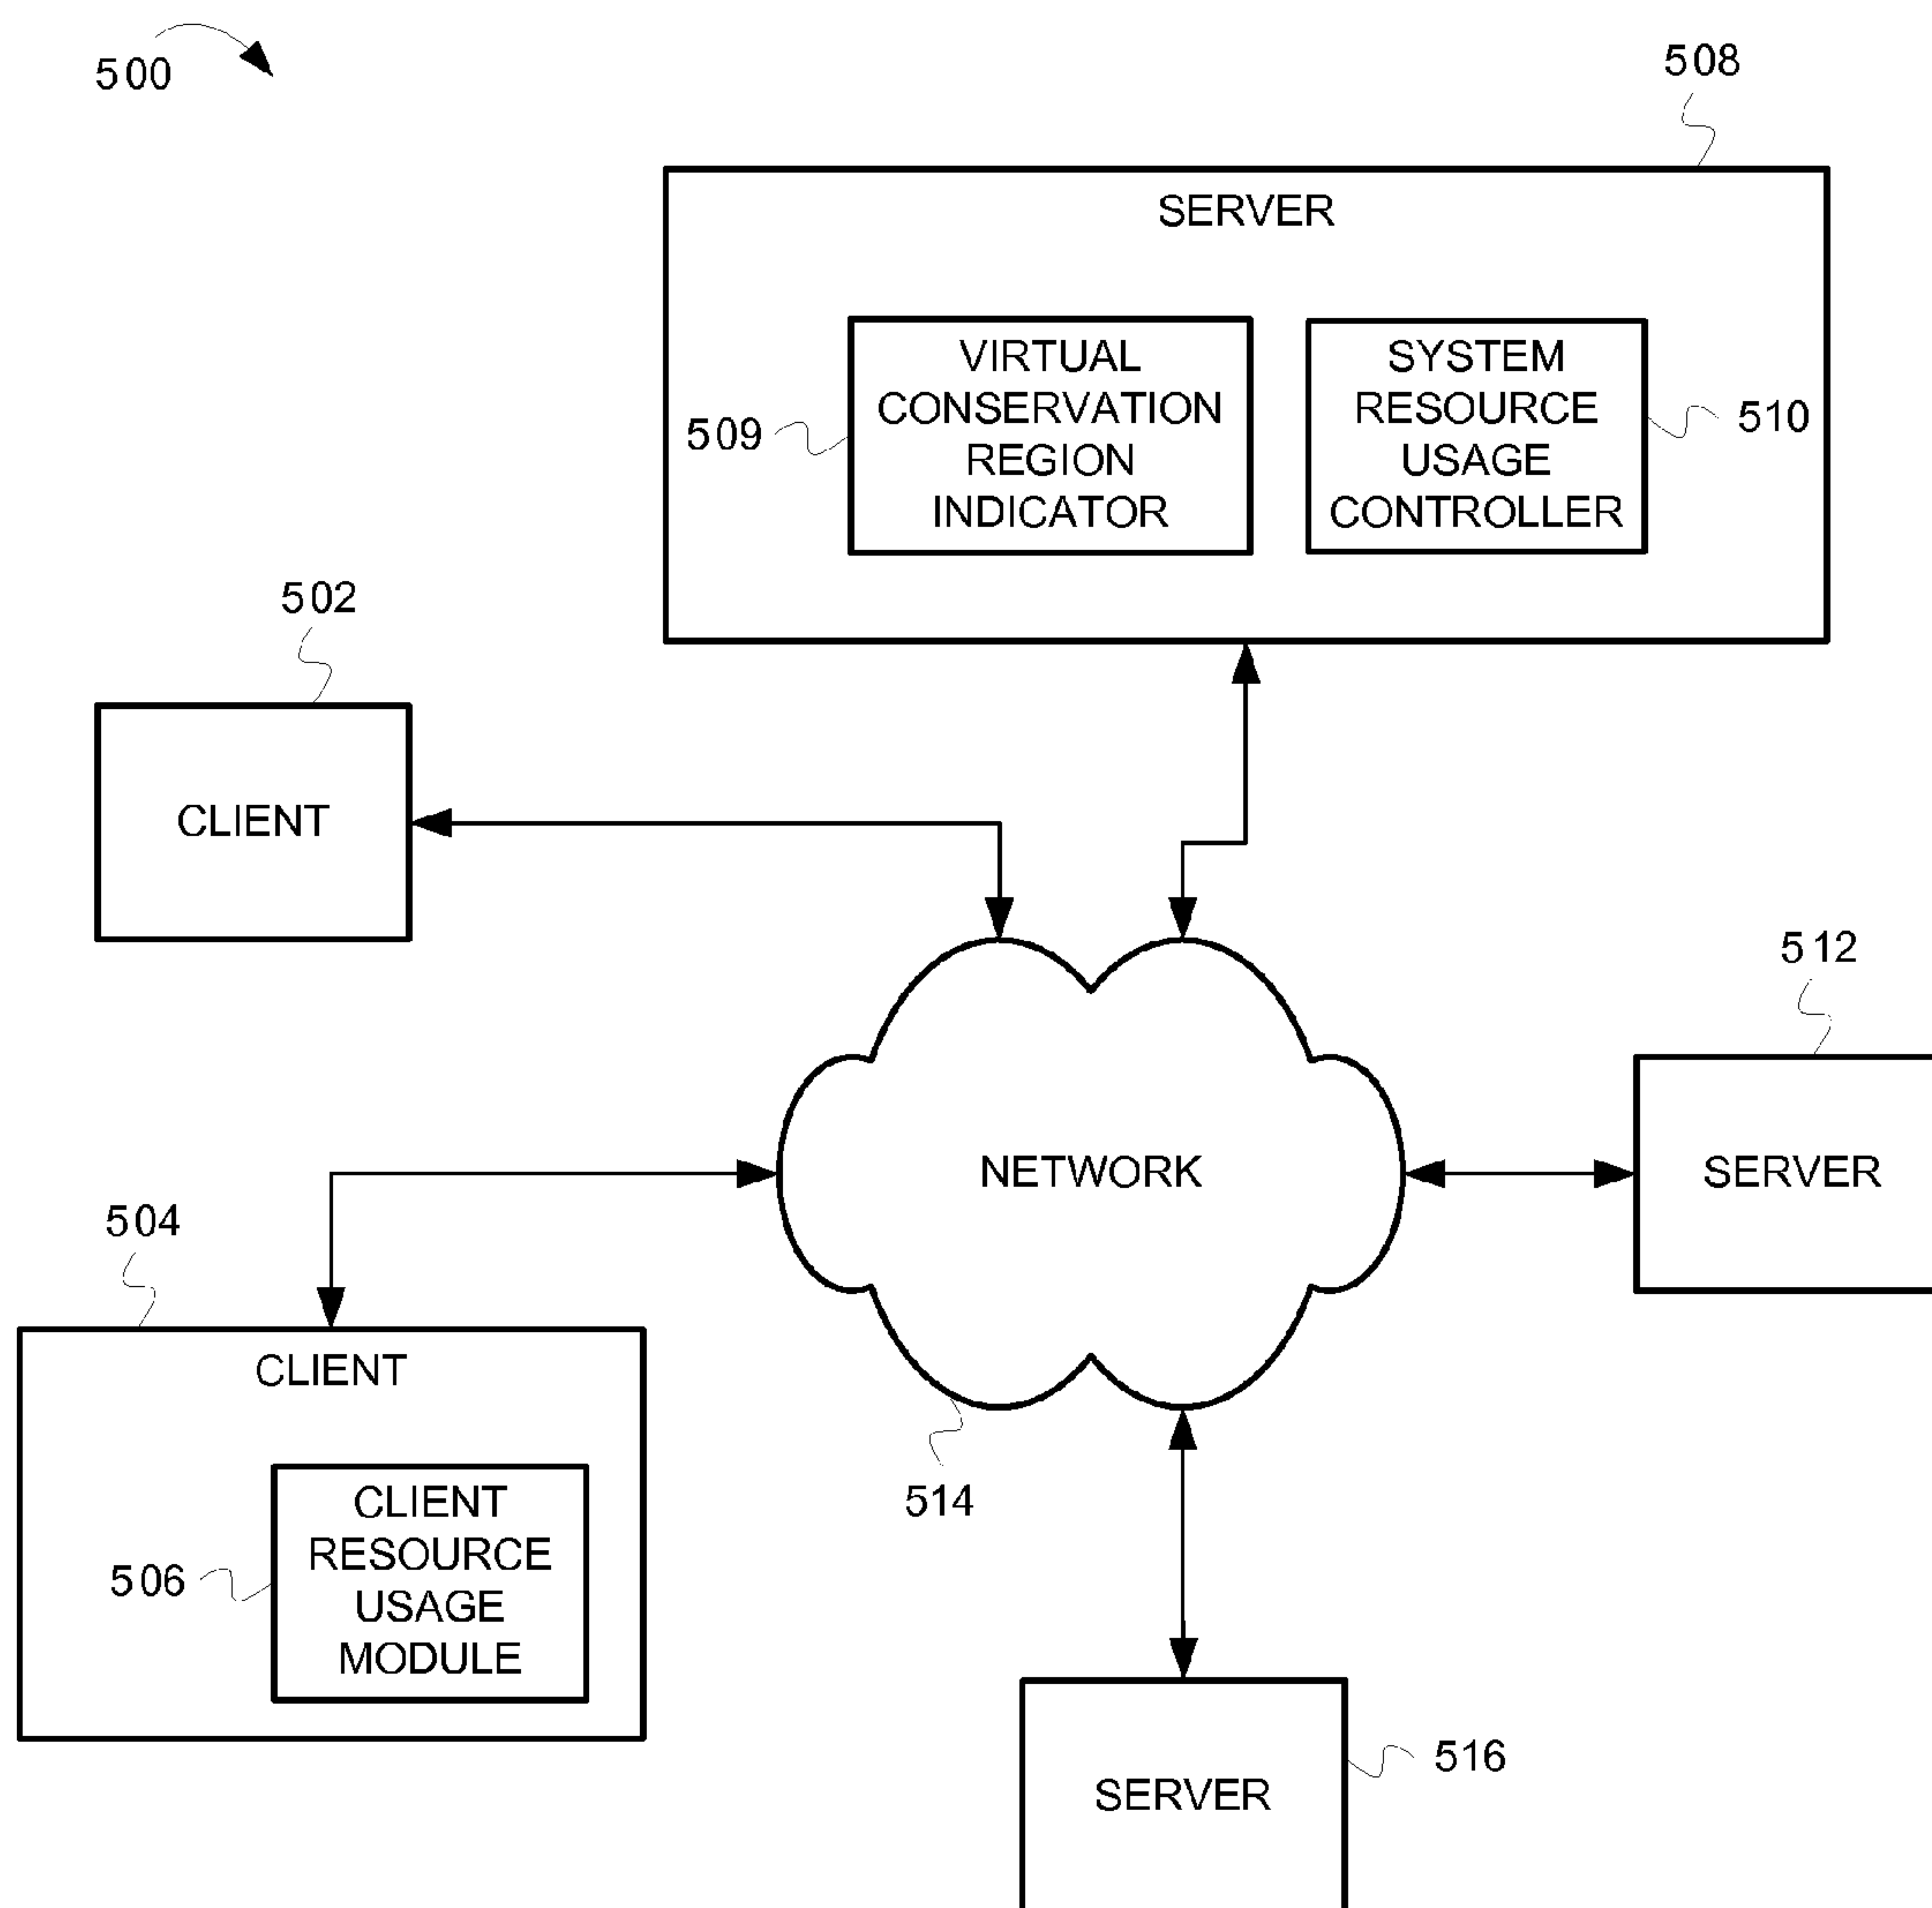 500
508
SERVER
VIRTUAL
CONSERVATION
REGION
INDICATOR
509
SYSTEM
RESOURCE
USAGE
CONTROLLER
510
502
CLIENT
512
SERVER
NETWORK
514
504
CLIENT
CLIENT
RESOURCE
USAGE
MODULE
506
516
SERVER